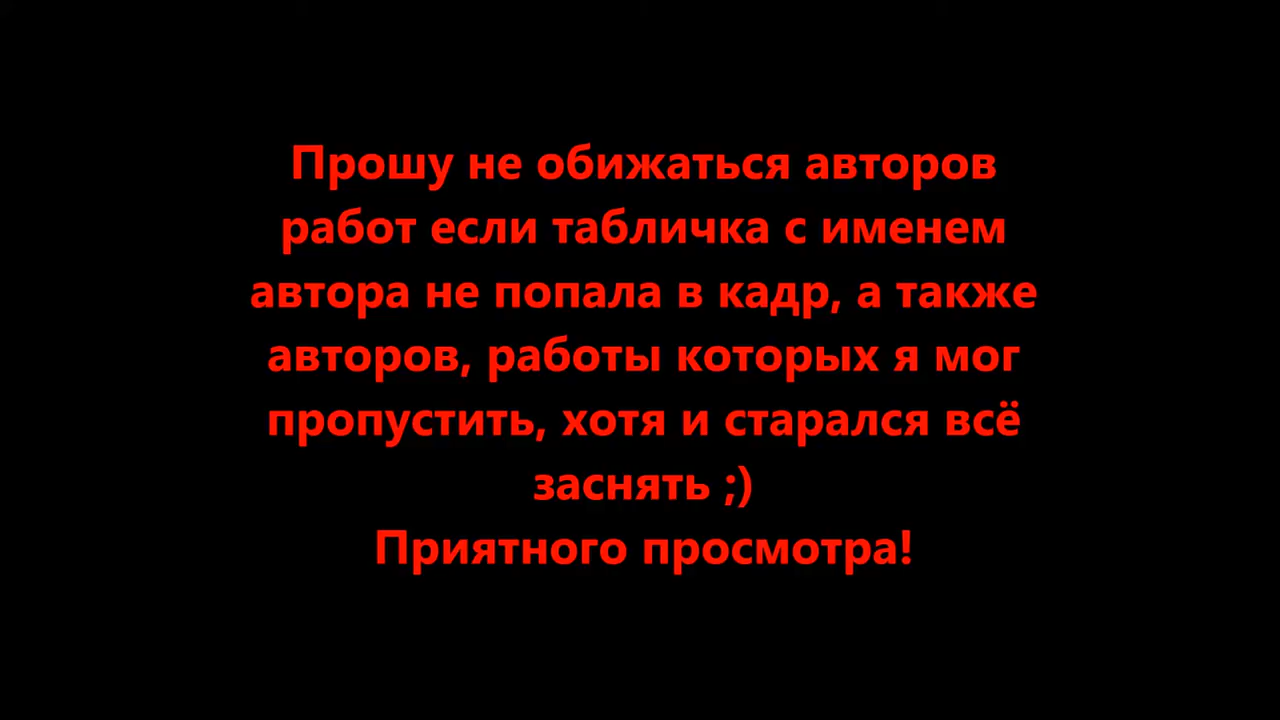 Прошу не обижаться авторов
работ если табличка с именем
автора не попала в кадр, а также
авторов, работы которых я мог
пропустить, хотя и старался всё
заснять ;)
Приятного просмотра!